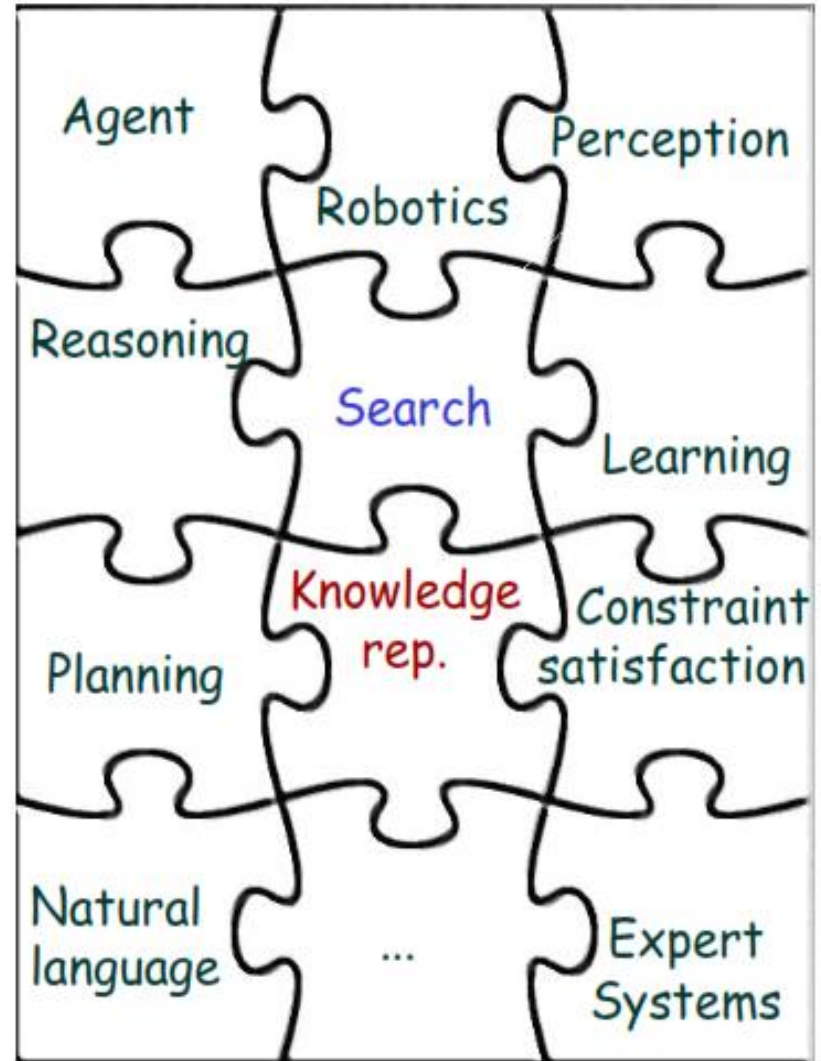 Agent
Perception
Robotics
Reasoning
Search
Learning
Knowledge
rep.
Constraint
satisfaction
Planning
Natural
language
...
Expert
Systems